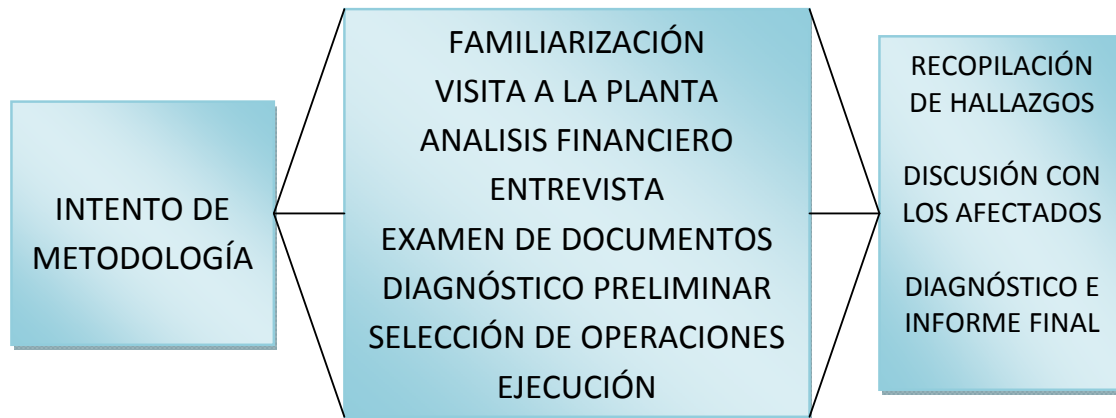 INTENTO DE
METODOLOGÍA
FAMILIARIZACIÓN
VISITA A LA PLANTA
ANALISIS FINANCIERO
ENTREVISTA
EXAMEN DE DOCUMENTOS
DIAGNÓSTICO PRELIMINAR
SELECCIÓN DE OPERACIONES
EJECUCIÓN
RECOPILACIÓN
DE HALLAZGOS
DISCUSIÓN CON
LOS AFECTADOS
DIAGNÓSTICO E
INFORME FINAL